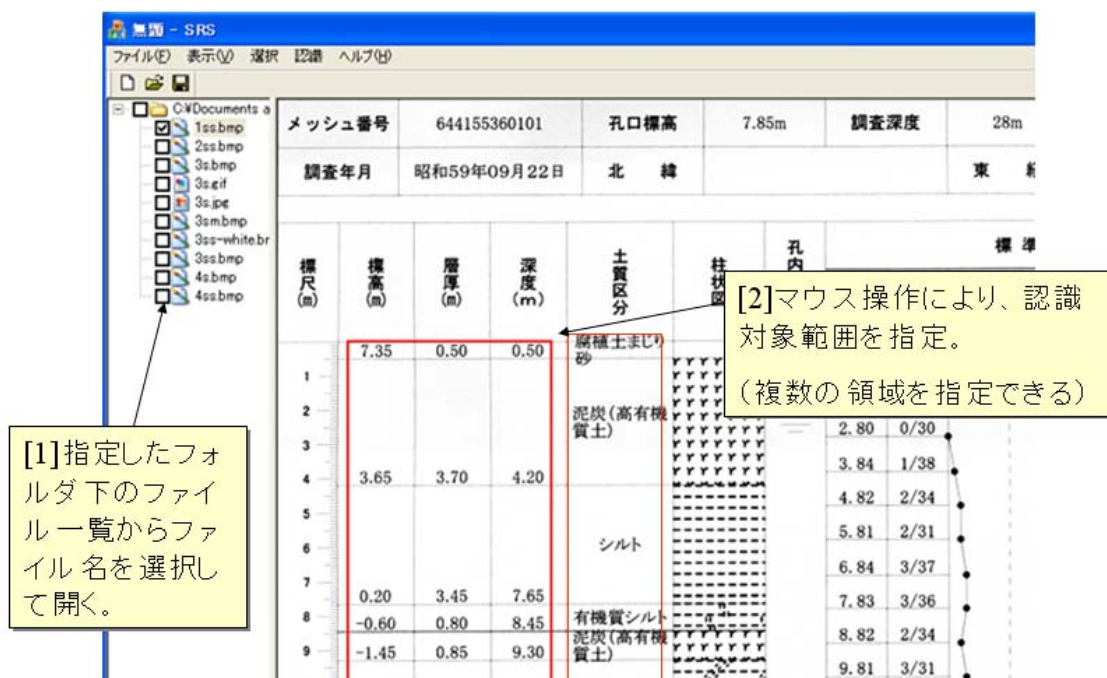 無題 - SRS
ファイル(F) 表示(V) 選択 認識 ヘルプ(H)
C:¥Documents a
1ss.bmp
2ss.bmp
3s.bmp
3s.gif
3s.jpg
3sm.bmp
3ss-white.br
3ss.bmp
4s.bmp
4ss.bmp
メッシュ番号 644155360101 孔口標高 7.85m 調査深度 28m
調査年月 昭和59年09月22日 北 緯 東
標尺(m) 標高(m) 層厚(m) 深度(m) 土質区分 柱状図 孔内 標 準
[2]マウス操作により、認識
対象範囲を指定。
(複数の領域を指定できる)
[1]指定したフォ
ルダ下のファイ
ル一覧からファ
イル名を選択し
て開く。
7.35 0.50 0.50 腐植土まじり
砂
1
2
泥炭(高有機
質土)
2.80 0/30
3
3.84 1/38
4 3.65 3.70 4.20
4.82 2/34
5
5.81 2/31
6 シルト
6.84 3/37
7
0.20 3.45 7.65
7.83 3/36
8 -0.60 0.80 8.45 有機質シルト
8.82 2/34
9 -1.45 0.85 9.30 泥炭(高有機
質土)
9.81 3/31